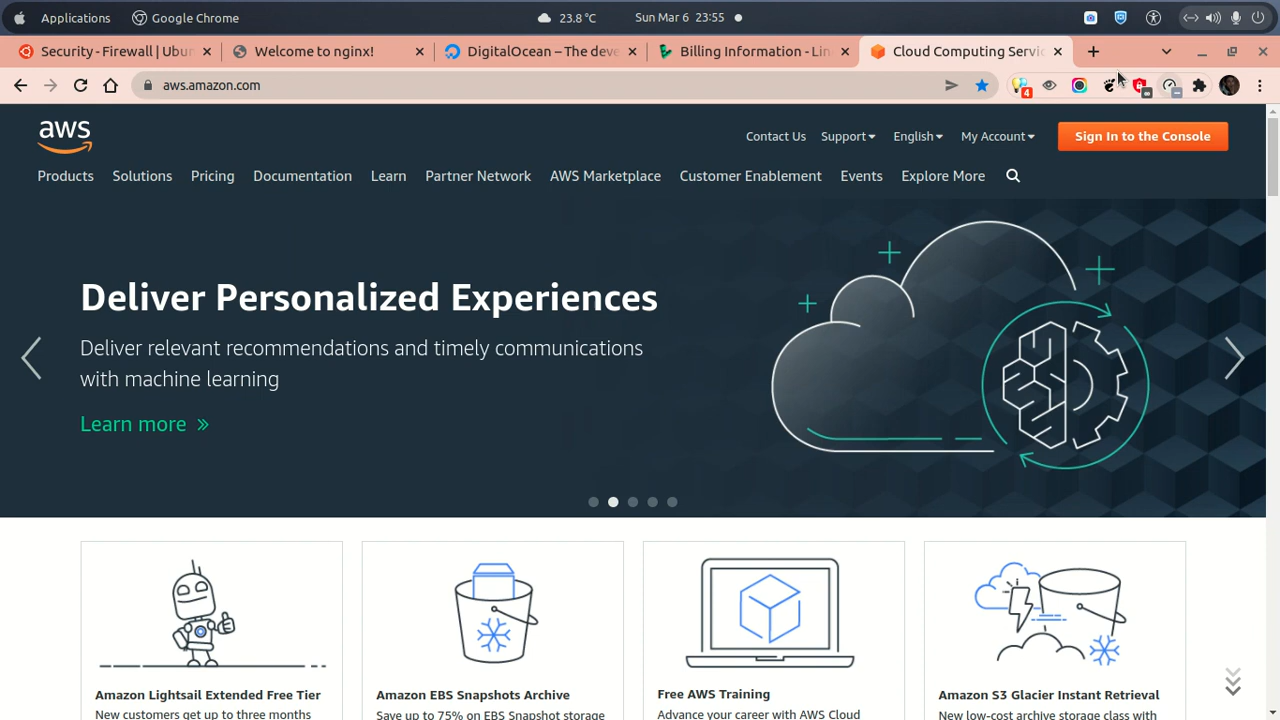 Applications
Google Chrome
23.8 °C
Sun Mar 6 23:55
Security - Firewall | Ubun
Welcome to nginx!
DigitalOcean – The deve
Billing Information - Lin
Cloud Computing Servic
aws.amazon.com
4
aws
Contact Us
Support
English
My Account
Sign In to the Console
Products
Solutions
Pricing
Documentation
Learn
Partner Network
AWS Marketplace
Customer Enablement
Events
Explore More
Deliver Personalized Experiences
Deliver relevant recommendations and timely communications
with machine learning
Learn more »
Amazon Lightsail Extended Free Tier
New customers get up to three months
Amazon EBS Snapshots Archive
Save up to 75% on EBS Snapshot storage
Free AWS Training
Advance your career with AWS Cloud
Amazon S3 Glacier Instant Retrieval
New low-cost archive storage class with